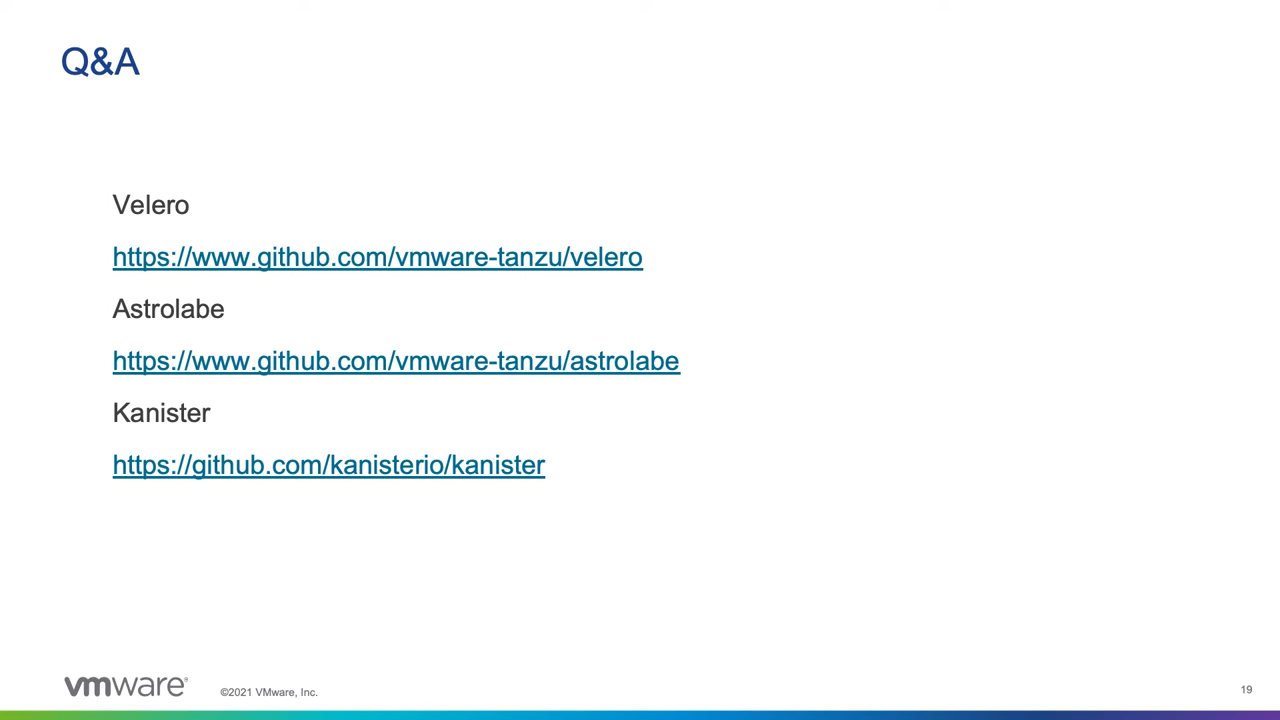 Q&A
Velero
https://www.github.com/vmware-tanzu/velero
Astrolabe
https://www.github.com/vmware-tanzu/astrolabe
Kanister
https://github.com/kanisterio/kanister
vmware®
©2021 VMware, Inc.
19